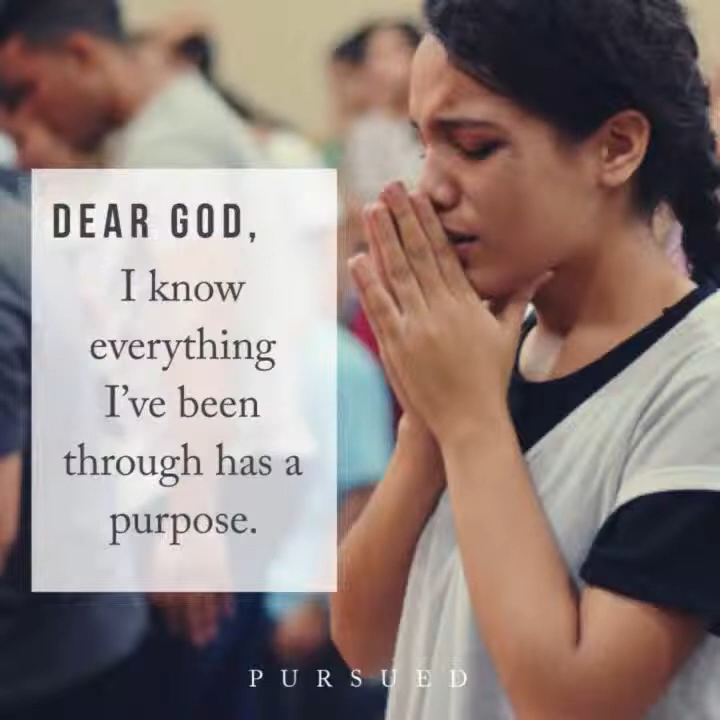 DEAR GOD,
I know
everything
I’ve been
through has a
purpose.
PURSUED